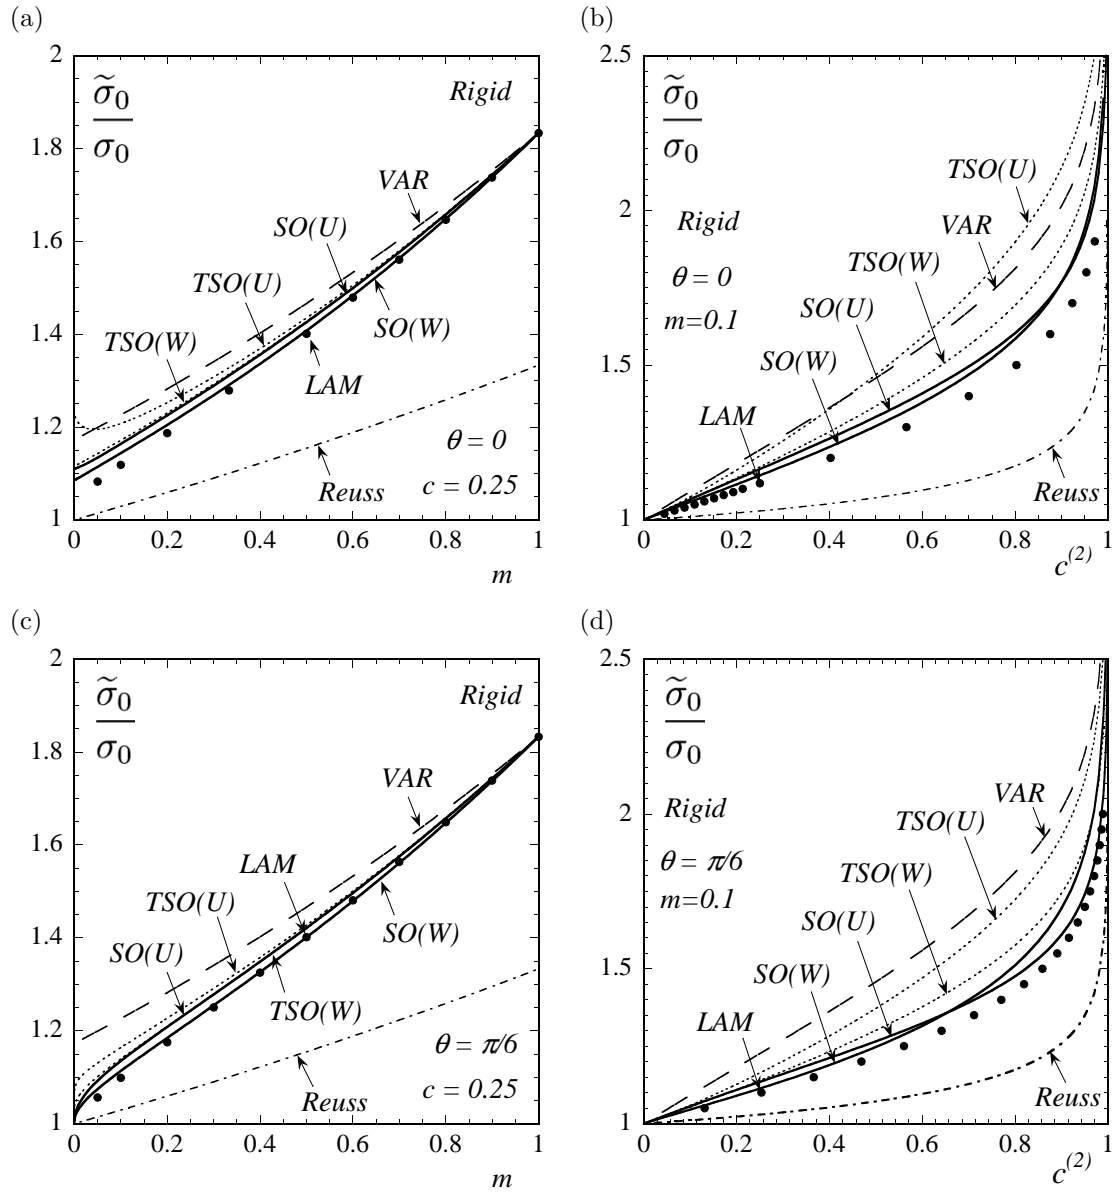 (a)
2
1.8
1.6
1.4
1.2
1
σ̃₀
σ₀
Rigid
VAR
SO(U)
TSO(U)
TSO(W)
SO(W)
LAM
θ = 0
c = 0.25
Reuss
0 0.2 0.4 0.6 0.8 1
m
(b)
2.5
2
1.5
1
σ̃₀
σ₀
TSO(U)
Rigid
VAR
θ = 0
TSO(W)
m=0.1
SO(U)
SO(W)
LAM
Reuss
0 0.2 0.4 0.6 0.8 1
c⁽²⁾
(c)
2
1.8
1.6
1.4
1.2
1
σ̃₀
σ₀
Rigid
VAR
LAM
TSO(U)
SO(U)
SO(W)
TSO(W)
θ = π/6
c = 0.25
Reuss
0 0.2 0.4 0.6 0.8 1
m
(d)
2.5
2
1.5
1
σ̃₀
σ₀
VAR
Rigid
TSO(U)
θ = π/6
TSO(W)
m=0.1
SO(U)
SO(W)
LAM
Reuss
0 0.2 0.4 0.6 0.8 1
c⁽²⁾